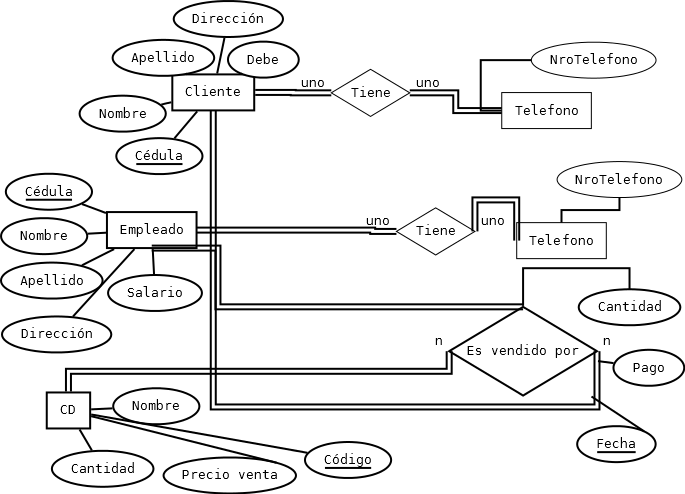 Dirección
Apellido
Debe
NroTelefono
Cliente
uno
Tiene
uno
Telefono
Nombre
Cédula
Cédula
NroTelefono
Nombre
Empleado
uno
Tiene
uno
Telefono
Apellido
Salario
Cantidad
Dirección
n
Es vendido por
n
Pago
CD
Nombre
Fecha
Cantidad
Precio venta
Código